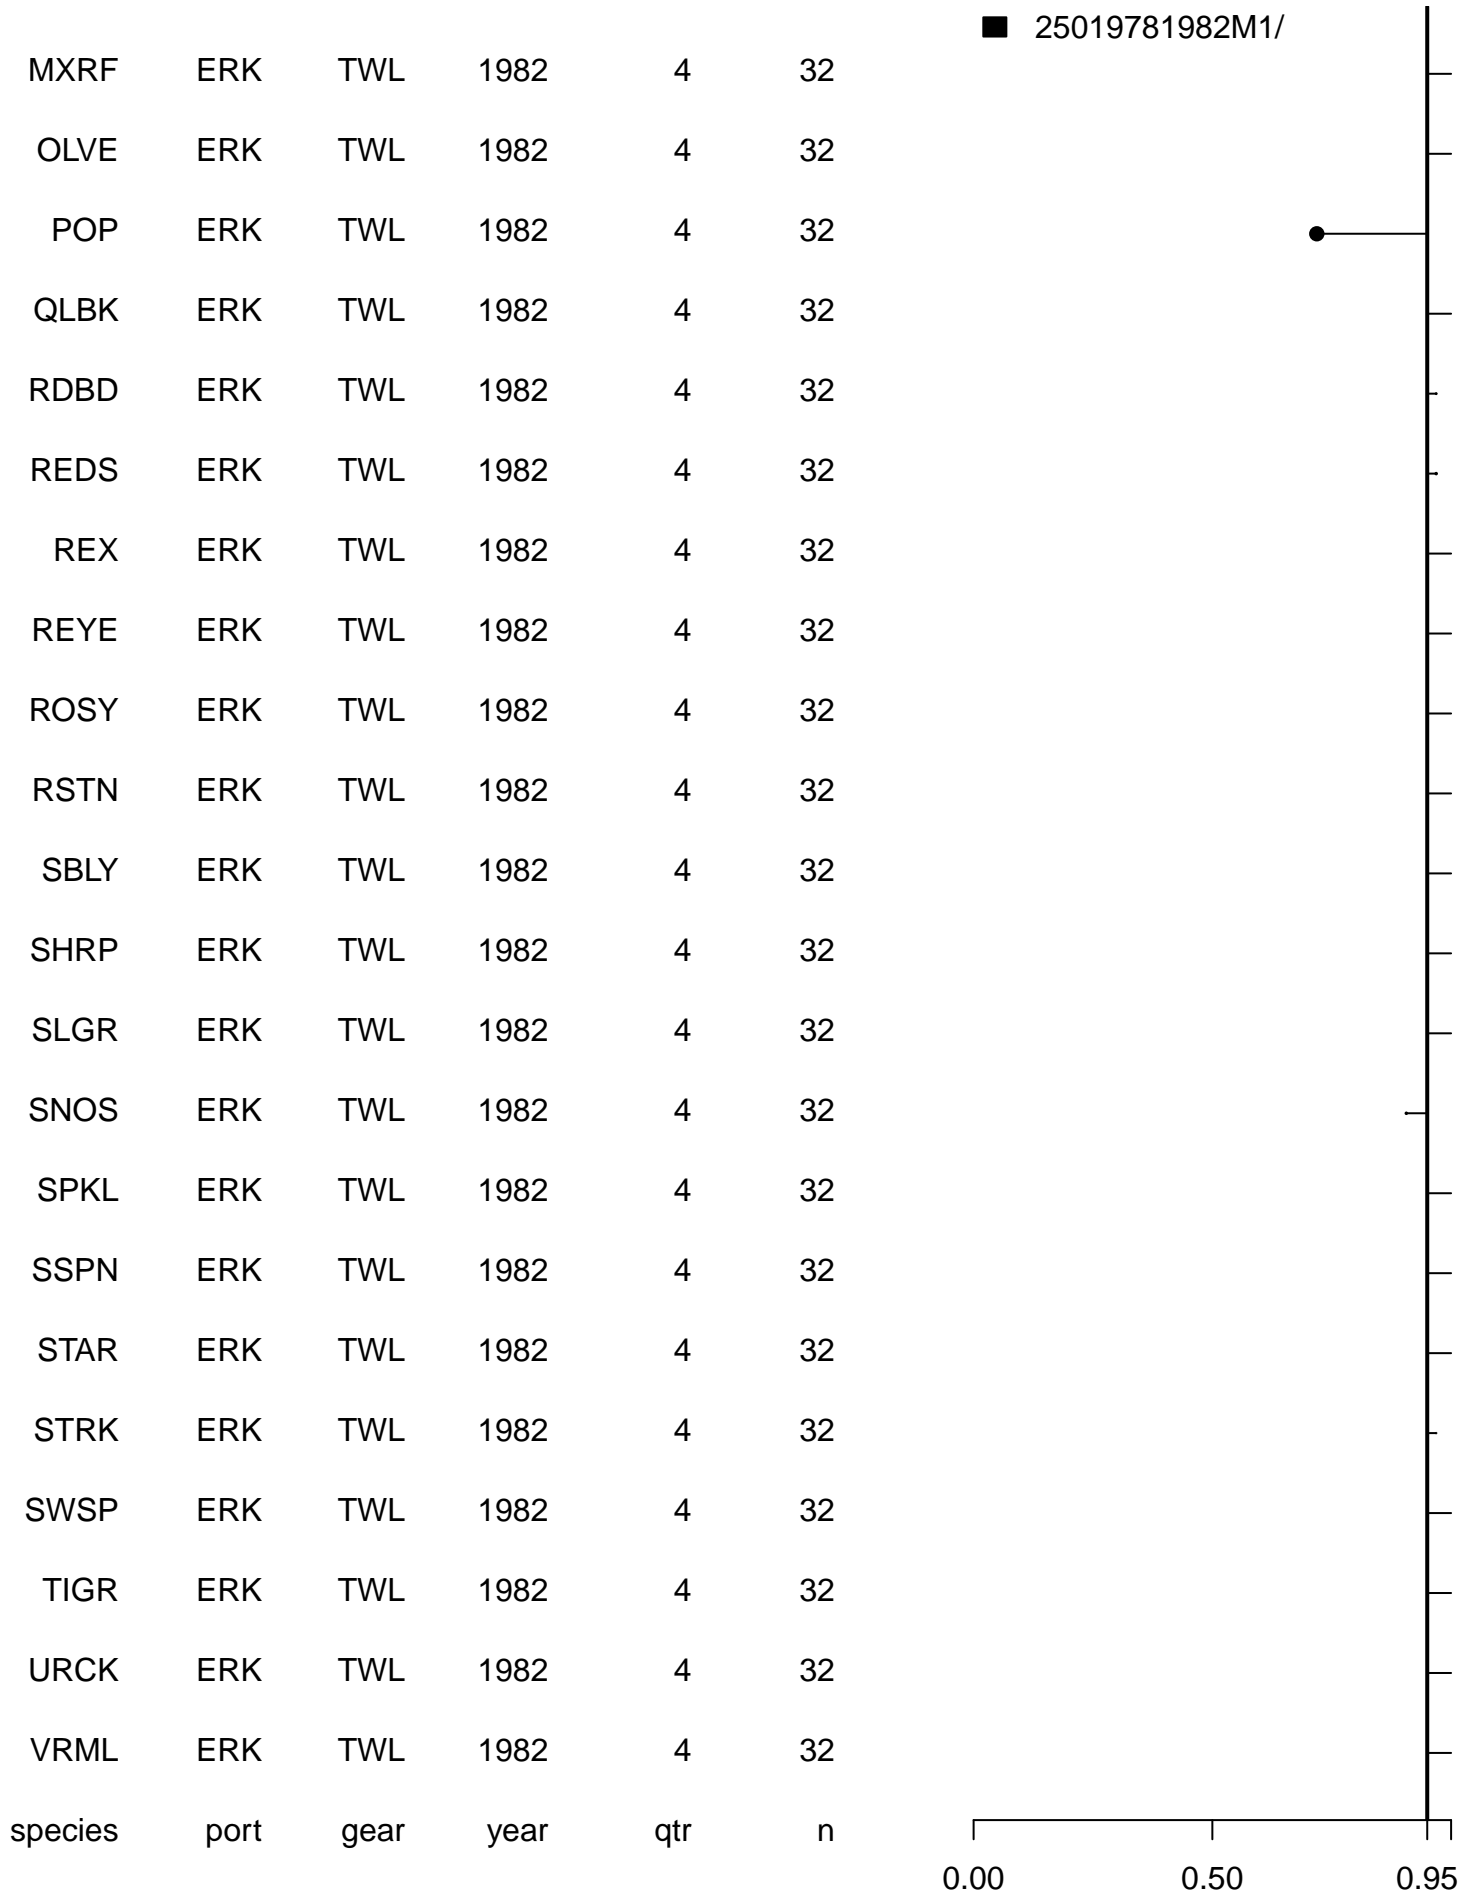 25019781982M1/
MXRF ERK TWL 1982 4 32
OLVE ERK TWL 1982 4 32
POP ERK TWL 1982 4 32
QLBK ERK TWL 1982 4 32
RDBD ERK TWL 1982 4 32
REDS ERK TWL 1982 4 32
REX ERK TWL 1982 4 32
REYE ERK TWL 1982 4 32
ROSY ERK TWL 1982 4 32
RSTN ERK TWL 1982 4 32
SBLY ERK TWL 1982 4 32
SHRP ERK TWL 1982 4 32
SLGR ERK TWL 1982 4 32
SNOS ERK TWL 1982 4 32
SPKL ERK TWL 1982 4 32
SSPN ERK TWL 1982 4 32
STAR ERK TWL 1982 4 32
STRK ERK TWL 1982 4 32
SWSP ERK TWL 1982 4 32
TIGR ERK TWL 1982 4 32
URCK ERK TWL 1982 4 32
VRML ERK TWL 1982 4 32
species port gear year qtr n
0.00 0.50 0.95